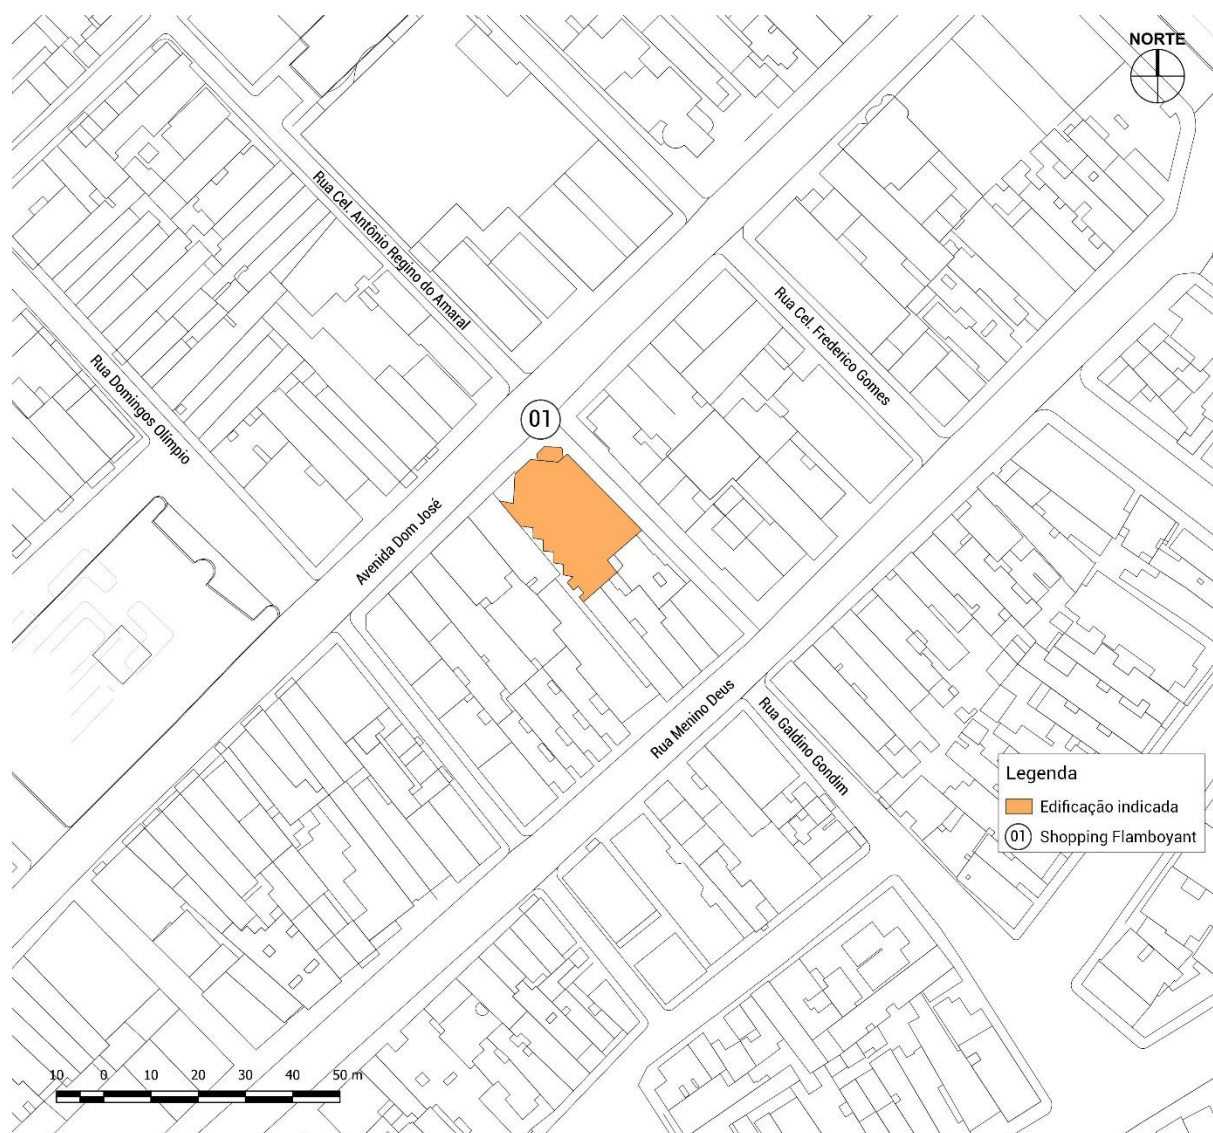 NORTE
Rua Cel. Antônio Regino do Amaral
Rua Cel. Frederico Gomes
Rua Domingos Olímpio
01
Avenida Dom José
Rua Menino Deus
Rua Galdino Gondim
Legenda
Edificação indicada
01 Shopping Flamboyant
10 0 10 20 30 40 50 m